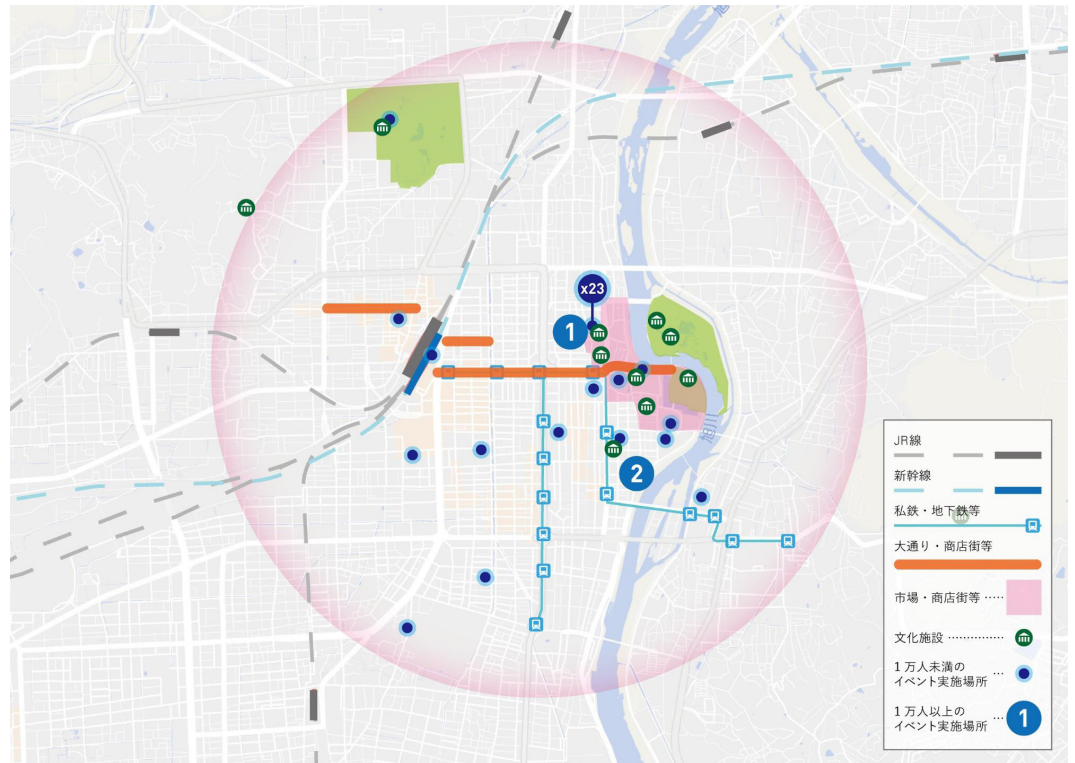 x23
1
2
旭川
JR線
新幹線
私鉄・地下鉄等
大通り・商店街等
市場・商店街等 ・・・・・
文化施設 ・・・・・・・・・・・・・・
1万人未満の
イベント実施場所 ・・・
1万人以上の
イベント実施場所 ・・・ 1